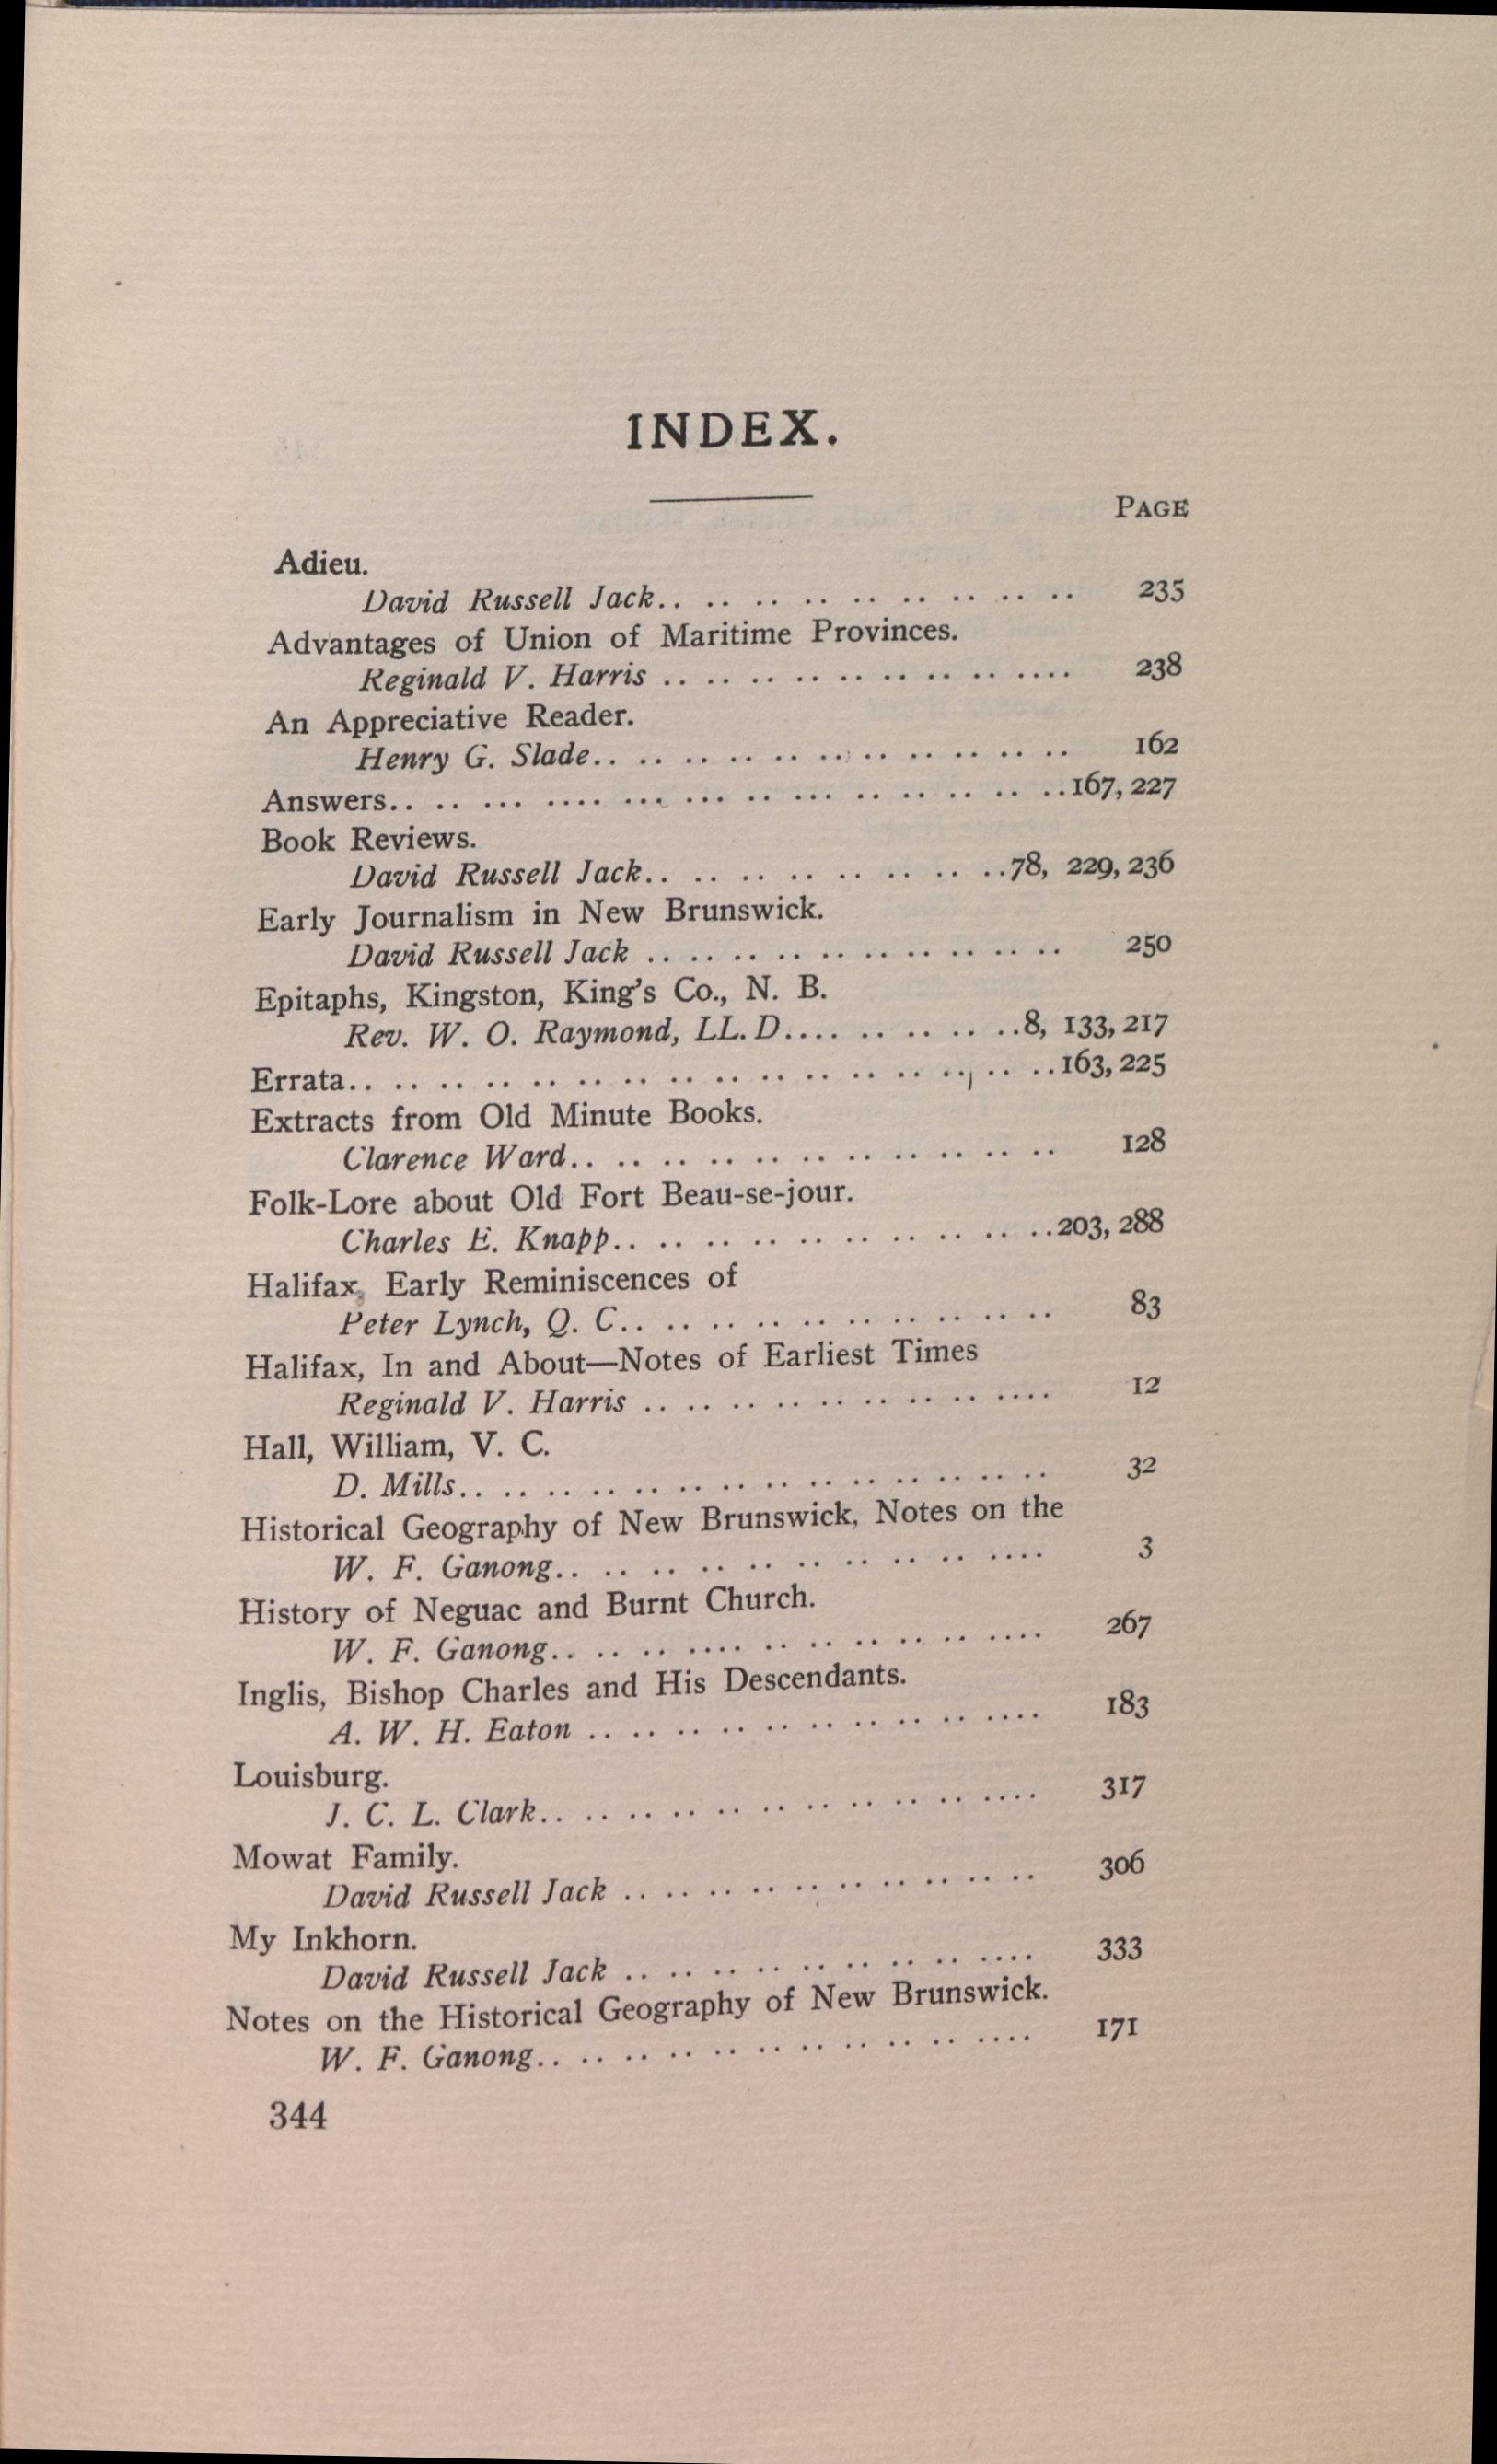 INDEX.
PAGE
Adieu.
David Russell Jack.. .. .. .. .. .. .. .. .. 235
Advantages of Union of Maritime Provinces.
Reginald V. Harris .. .. .. .. .. .. .. .. .... 238
An Appreciative Reader.
Henry G. Slade.. .. .. .. .. .. .. .. .. .. .. 162
Answers.. .. ... .... ... ... .. ... .. .. .. .. ..167, 227
Book Reviews.
David Russell Jack.. .. .. .. .. .. .. ..78, 229, 236
Early Journalism in New Brunswick.
David Russell Jack .. .. .. .. .. .. .. .. .. .. 250
Epitaphs, Kingston, King's Co., N. B.
Rev. W. O. Raymond, LL. D.... .. .. .. .. ..8, 133, 217
Errata.. .. .. .. .. .. .. .. .. .. .. .. .. .. .. ..163, 225
Extracts from Old Minute Books.
Clarence Ward.. .. .. .. .. .. .. .. .. .. .. 128
Folk-Lore about Old Fort Beau-se-jour.
Charles E. Knapp.. .. .. .. .. .. .. .. .. ..203, 288
Halifax, Early Reminiscences of
Peter Lynch, Q. C.. .. .. .. .. .. .. .. .. .. 83
Halifax, In and About—Notes of Earliest Times
Reginald V. Harris .. .. .. .. .. .. .. .. .... 12
Hall, William, V. C.
D. Mills.. .. .. .. .. .. .. .. .. .. .. .. .. .. 32
Historical Geography of New Brunswick, Notes on the
W. F. Ganong.. .. .. .. .. .. .. .. .. .... 3
History of Neguac and Burnt Church.
W. F. Ganong.. .. .. .... .. .. .. .. .. .... 267
Inglis, Bishop Charles and His Descendants.
A. W. H. Eaton .. .. .. .. .. .. .. .. .. .... 183
Louisburg.
J. C. L. Clark.. .. .. .. .. .. .. .. .. .. .... 317
Mowat Family.
David Russell Jack .. .. .. .. .. .. .. .. .. .. 306
My Inkhorn.
David Russell Jack .. .. .. .. .. .. .. .. .... 333
Notes on the Historical Geography of New Brunswick.
W. F. Ganong.. .. .. .. .. .. .. .. .. .. .... 171
344